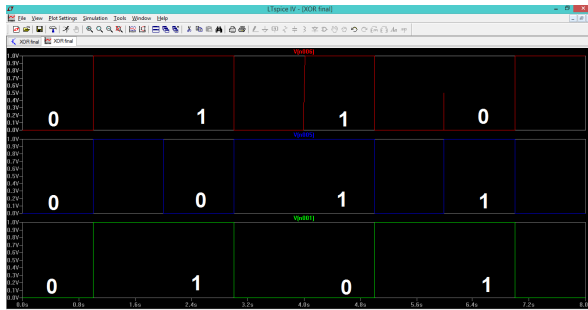 LTspice IV - [XOR final]
File View Plot Settings Simulation Tools Window Help
XOR final XOR final
1.0V
0.9V
0.8V
0.7V
0.6V
0.5V
0.4V
0.3V
0.2V
0.1V
0.0V
0 1 1 0
1.0V
0.9V
0.8V
0.7V
0.6V
0.5V
0.4V
0.3V
0.2V
0.1V
0.0V
0 0 1 1
V(n001)
1.0V
0.9V
0.8V
0.7V
0.6V
0.5V
0.4V
0.3V
0.2V
0.1V
0.0V
0 1 0 1
0.0s 0.8s 1.6s 2.4s 3.2s 4.0s 4.8s 5.6s 6.4s 7.2s